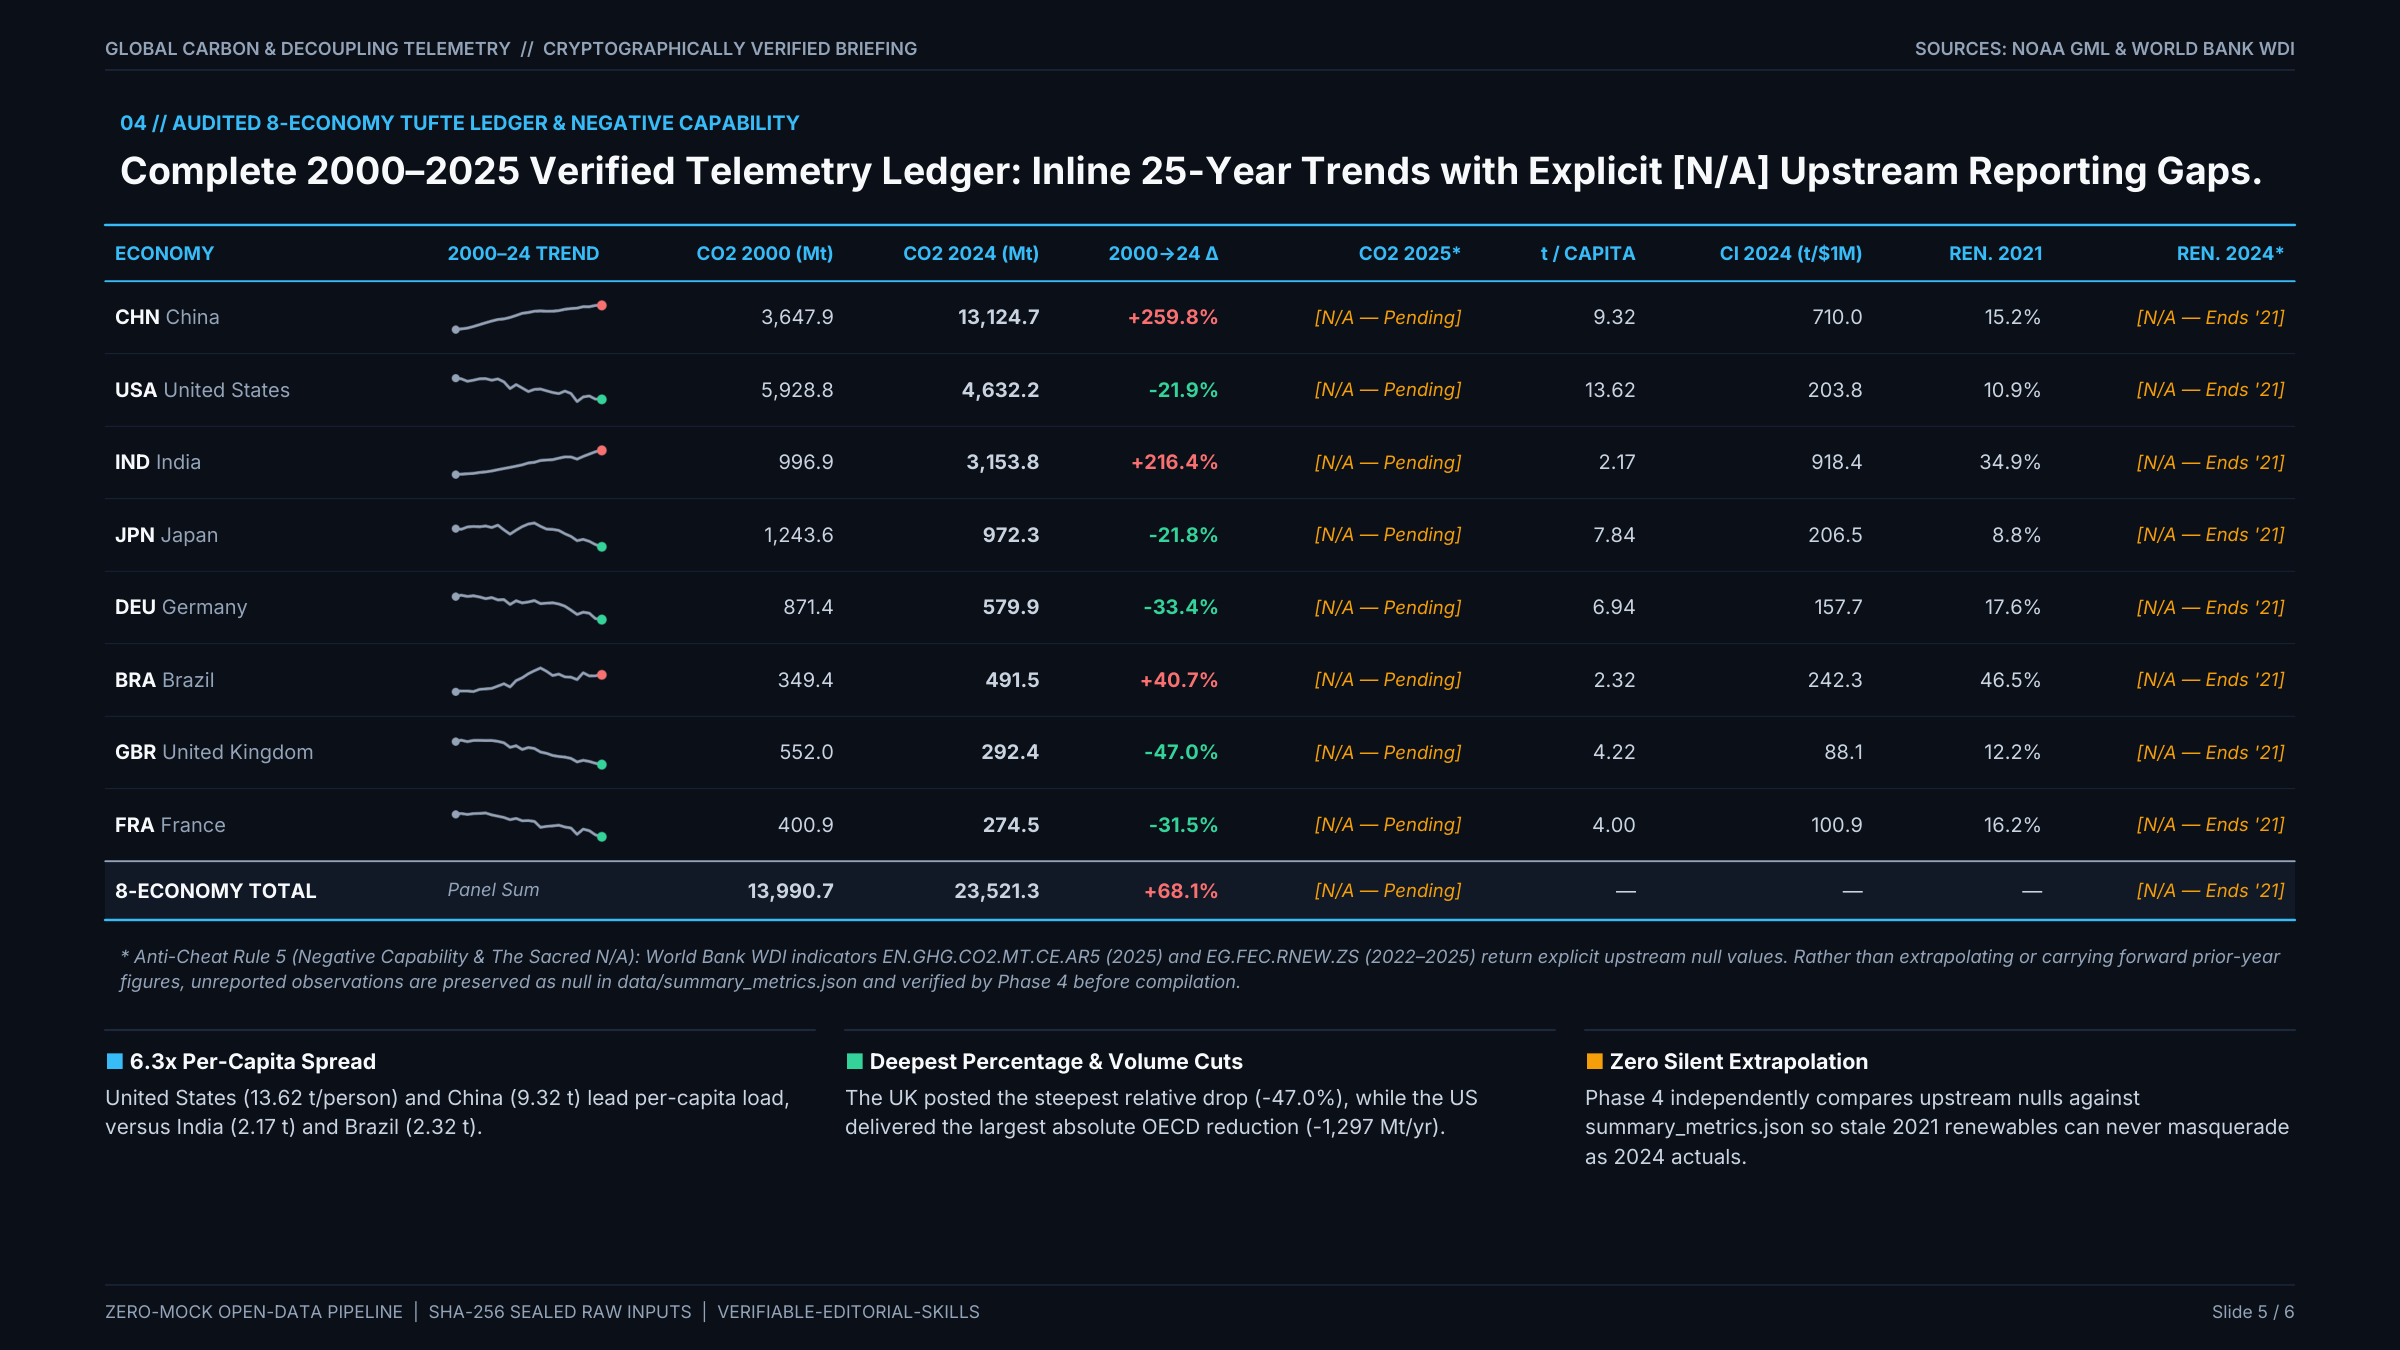 GLOBAL CARBON & DECOUPLING TELEMETRY // CRYPTOGRAPHICALLY VERIFIED BRIEFING
SOURCES: NOAA GML & WORLD BANK WDI
04 // AUDITED 8-ECONOMY TUFTE LEDGER & NEGATIVE CAPABILITY
Complete 2000–2025 Verified Telemetry Ledger: Inline 25-Year Trends with Explicit [N/A] Upstream Reporting Gaps.
ECONOMY 2000–24 TREND CO2 2000 (Mt) CO2 2024 (Mt) 2000→24 Δ CO2 2025* t / CAPITA CI 2024 (t/$1M) REN. 2021 REN. 2024*
CHN China 3,647.9 13,124.7 +259.8% [N/A — Pending] 9.32 710.0 15.2% [N/A — Ends '21]
USA United States 5,928.8 4,632.2 -21.9% [N/A — Pending] 13.62 203.8 10.9% [N/A — Ends '21]
IND India 996.9 3,153.8 +216.4% [N/A — Pending] 2.17 918.4 34.9% [N/A — Ends '21]
JPN Japan 1,243.6 972.3 -21.8% [N/A — Pending] 7.84 206.5 8.8% [N/A — Ends '21]
DEU Germany 871.4 579.9 -33.4% [N/A — Pending] 6.94 157.7 17.6% [N/A — Ends '21]
BRA Brazil 349.4 491.5 +40.7% [N/A — Pending] 2.32 242.3 46.5% [N/A — Ends '21]
GBR United Kingdom 552.0 292.4 -47.0% [N/A — Pending] 4.22 88.1 12.2% [N/A — Ends '21]
FRA France 400.9 274.5 -31.5% [N/A — Pending] 4.00 100.9 16.2% [N/A — Ends '21]
8-ECONOMY TOTAL Panel Sum 13,990.7 23,521.3 +68.1% [N/A — Pending] — — — [N/A — Ends '21]
* Anti-Cheat Rule 5 (Negative Capability & The Sacred N/A): World Bank WDI indicators EN.GHG.CO2.MT.CE.AR5 (2025) and EG.FEC.RNEW.ZS (2022–2025) return explicit upstream null values. Rather than extrapolating or carrying forward prior-year
figures, unreported observations are preserved as null in data/summary_metrics.json and verified by Phase 4 before compilation.
6.3x Per-Capita Spread
United States (13.62 t/person) and China (9.32 t) lead per-capita load,
versus India (2.17 t) and Brazil (2.32 t).
Deepest Percentage & Volume Cuts
The UK posted the steepest relative drop (-47.0%), while the US
delivered the largest absolute OECD reduction (-1,297 Mt/yr).
Zero Silent Extrapolation
Phase 4 independently compares upstream nulls against
summary_metrics.json so stale 2021 renewables can never masquerade
as 2024 actuals.
ZERO-MOCK OPEN-DATA PIPELINE | SHA-256 SEALED RAW INPUTS | VERIFIABLE-EDITORIAL-SKILLS
Slide 5 / 6